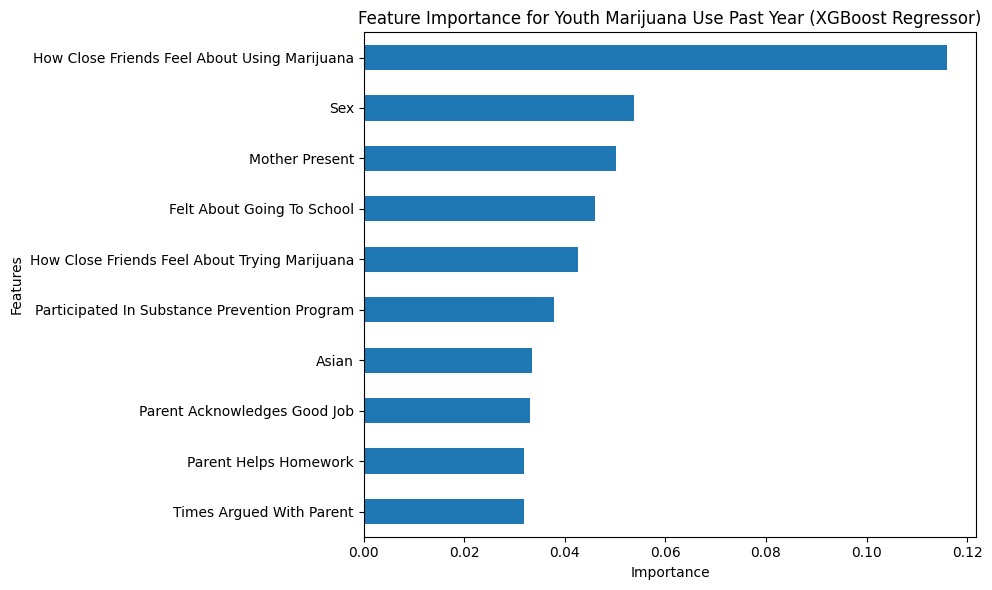 Feature Importance for Youth Marijuana Use Past Year (XGBoost Regressor)
How Close Friends Feel About Using Marijuana
Sex
Mother Present
Felt About Going To School
How Close Friends Feel About Trying Marijuana
Participated In Substance Prevention Program
Asian
Parent Acknowledges Good Job
Parent Helps Homework
Times Argued With Parent
Features
0.00 0.02 0.04 0.06 0.08 0.10 0.12
Importance